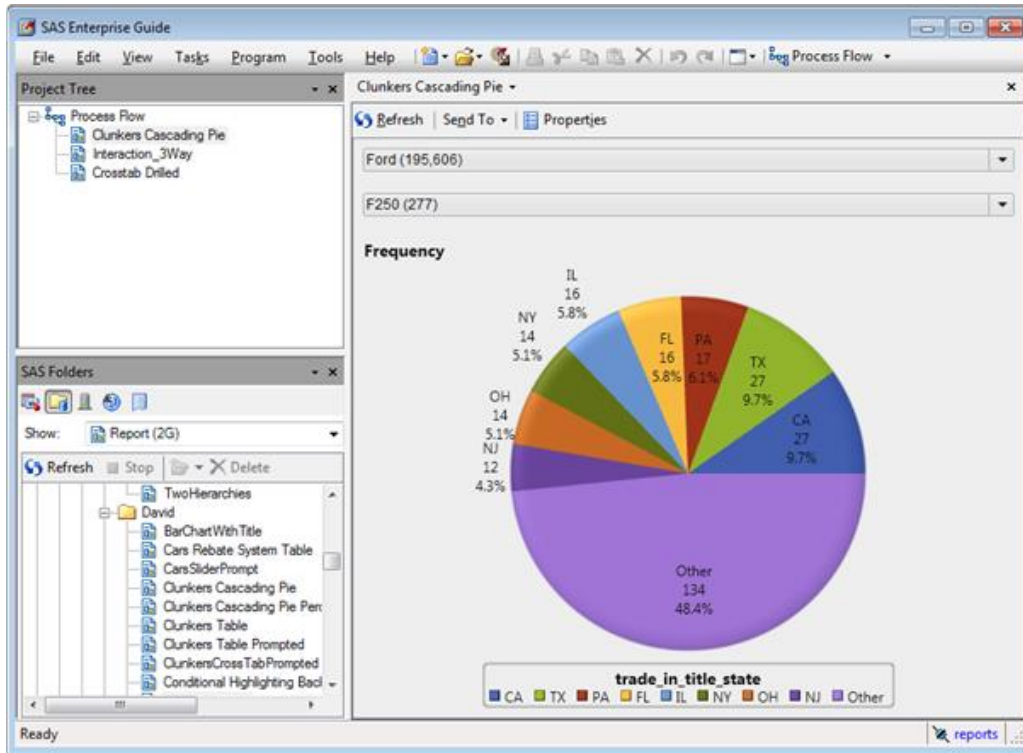 SAS Enterprise Guide
File Edit View Tasks Program Tools Help Process Flow
Project Tree
Process Flow
Clunkers Cascading Pie
Interaction_3Way
Crosstab Drilled
SAS Folders
Show: Report (2G)
Refresh Stop Delete
TwoHierarchies
David
BarChartWithTitle
Cars Rebate System Table
CarsSliderPrompt
Clunkers Cascading Pie
Clunkers Cascading Pie Perc
Clunkers Table
Clunkers Table Prompted
ClunkersCrossTabPrompted
Conditional Highlighting Bacl
Clunkers Cascading Pie
Refresh Send To Properties
Ford (195,606)
F250 (277)
Frequency
IL
16
5.8%
NY
14
5.1%
OH
14
5.1%
NJ
12
4.3%
FL
16
5.8%
PA
17
6.1%
TX
27
9.7%
CA
27
9.7%
Other
134
48.4%
trade_in_title_state
CA TX PA FL IL NY OH NJ Other
Ready
reports